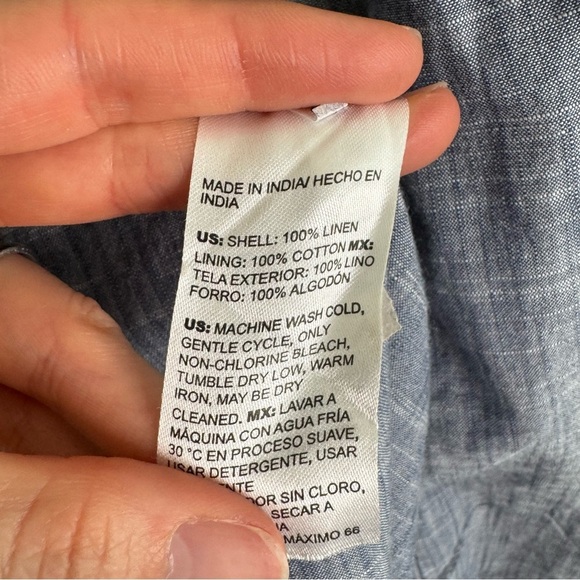 MADE IN INDIA/ HECHO EN
INDIA
US: SHELL: 100% LINEN
LINING: 100% COTTON MX:
TELA EXTERIOR: 100% LINO
FORRO: 100% ALGODÓN
US: MACHINE WASH COLD,
GENTLE CYCLE, ONLY
NON-CHLORINE BLEACH,
TUMBLE DRY LOW, WARM
IRON, MAY BE DRY
CLEANED. MX: LAVAR A
MÁQUINA CON AGUA FRÍA
30 °C EN PROCESO SUAVE,
USAR DETERGENTE, USAR
SIN CLORO,
SECAR A
MÁXIMO 66